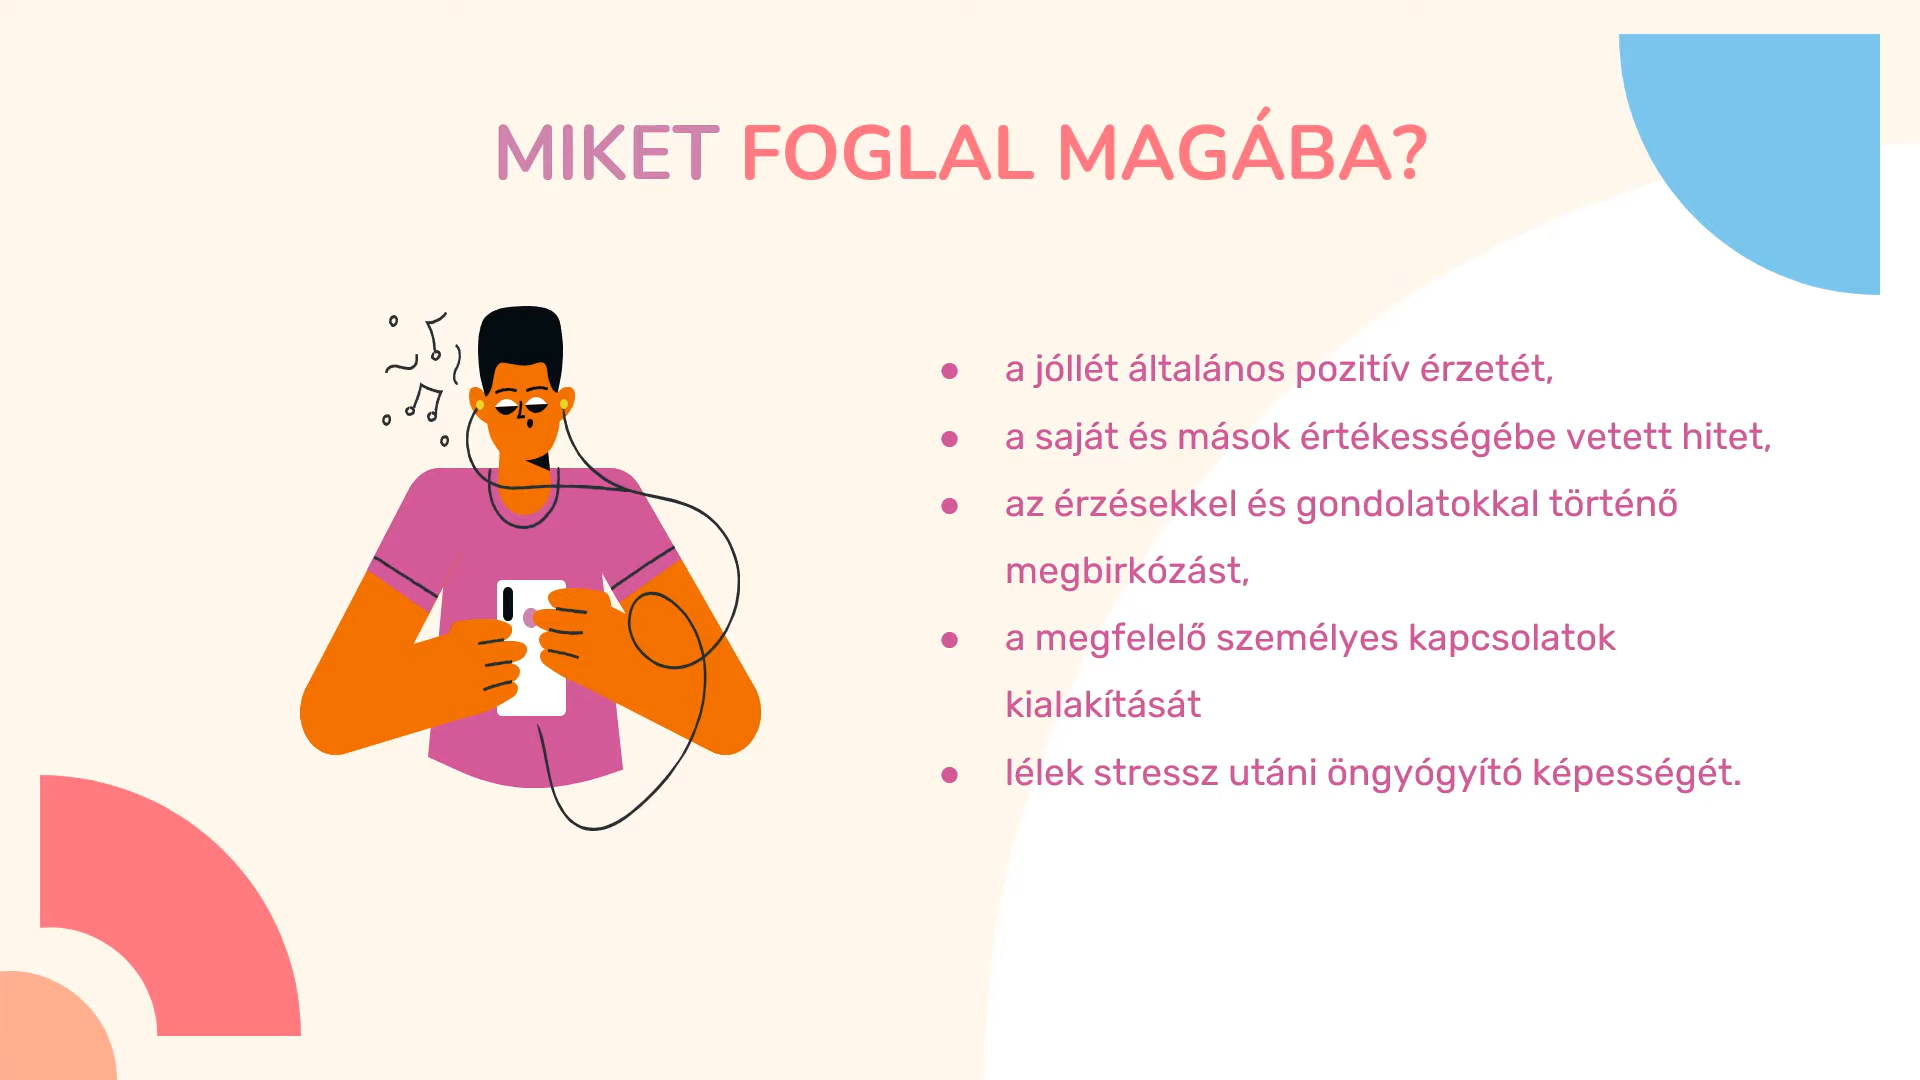 MIKET FOGLAL MAGÁBA?
● a jóllét általános pozitív érzetét,
● a saját és mások értékességébe vetett hitet,
● az érzésekkel és gondolatokkal történő
megbirkózást,
● a megfelelő személyes kapcsolatok
kialakítását
● lélek stressz utáni öngyógyító képességét.